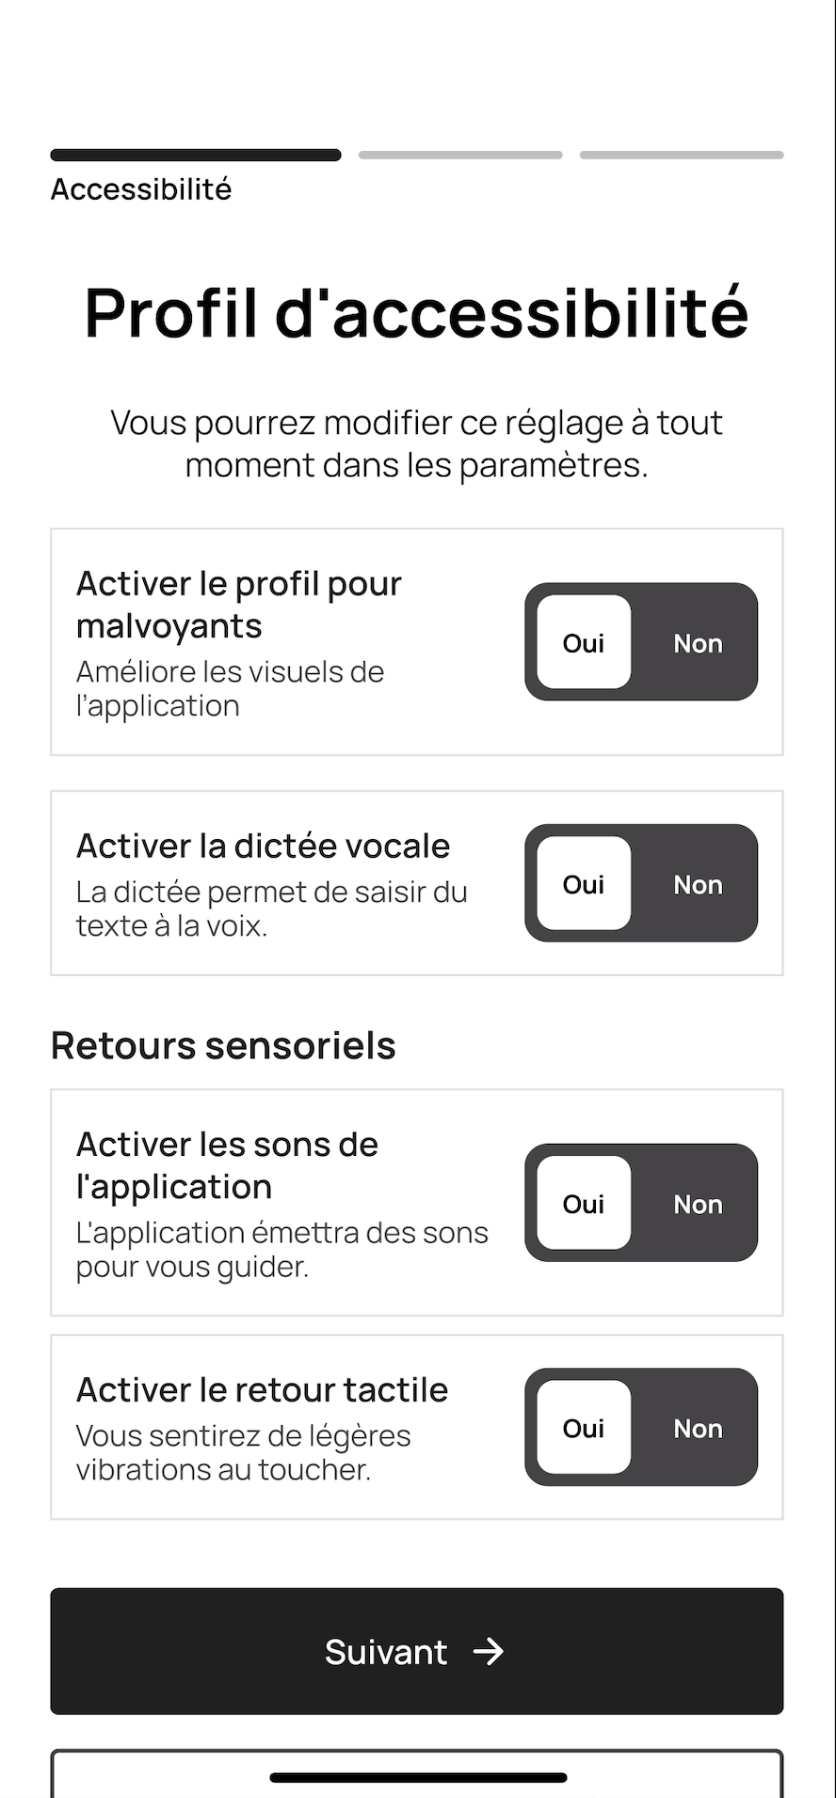 Accessibilité
Profil d'accessibilité
Vous pourrez modifier ce réglage à tout
moment dans les paramètres.
Activer le profil pour
malvoyants
Améliore les visuels de
l’application
Oui Non
Activer la dictée vocale
La dictée permet de saisir du
texte à la voix.
Oui Non
Retours sensoriels
Activer les sons de
l'application
L'application émettra des sons
pour vous guider.
Oui Non
Activer le retour tactile
Vous sentirez de légères
vibrations au toucher.
Oui Non
Suivant →